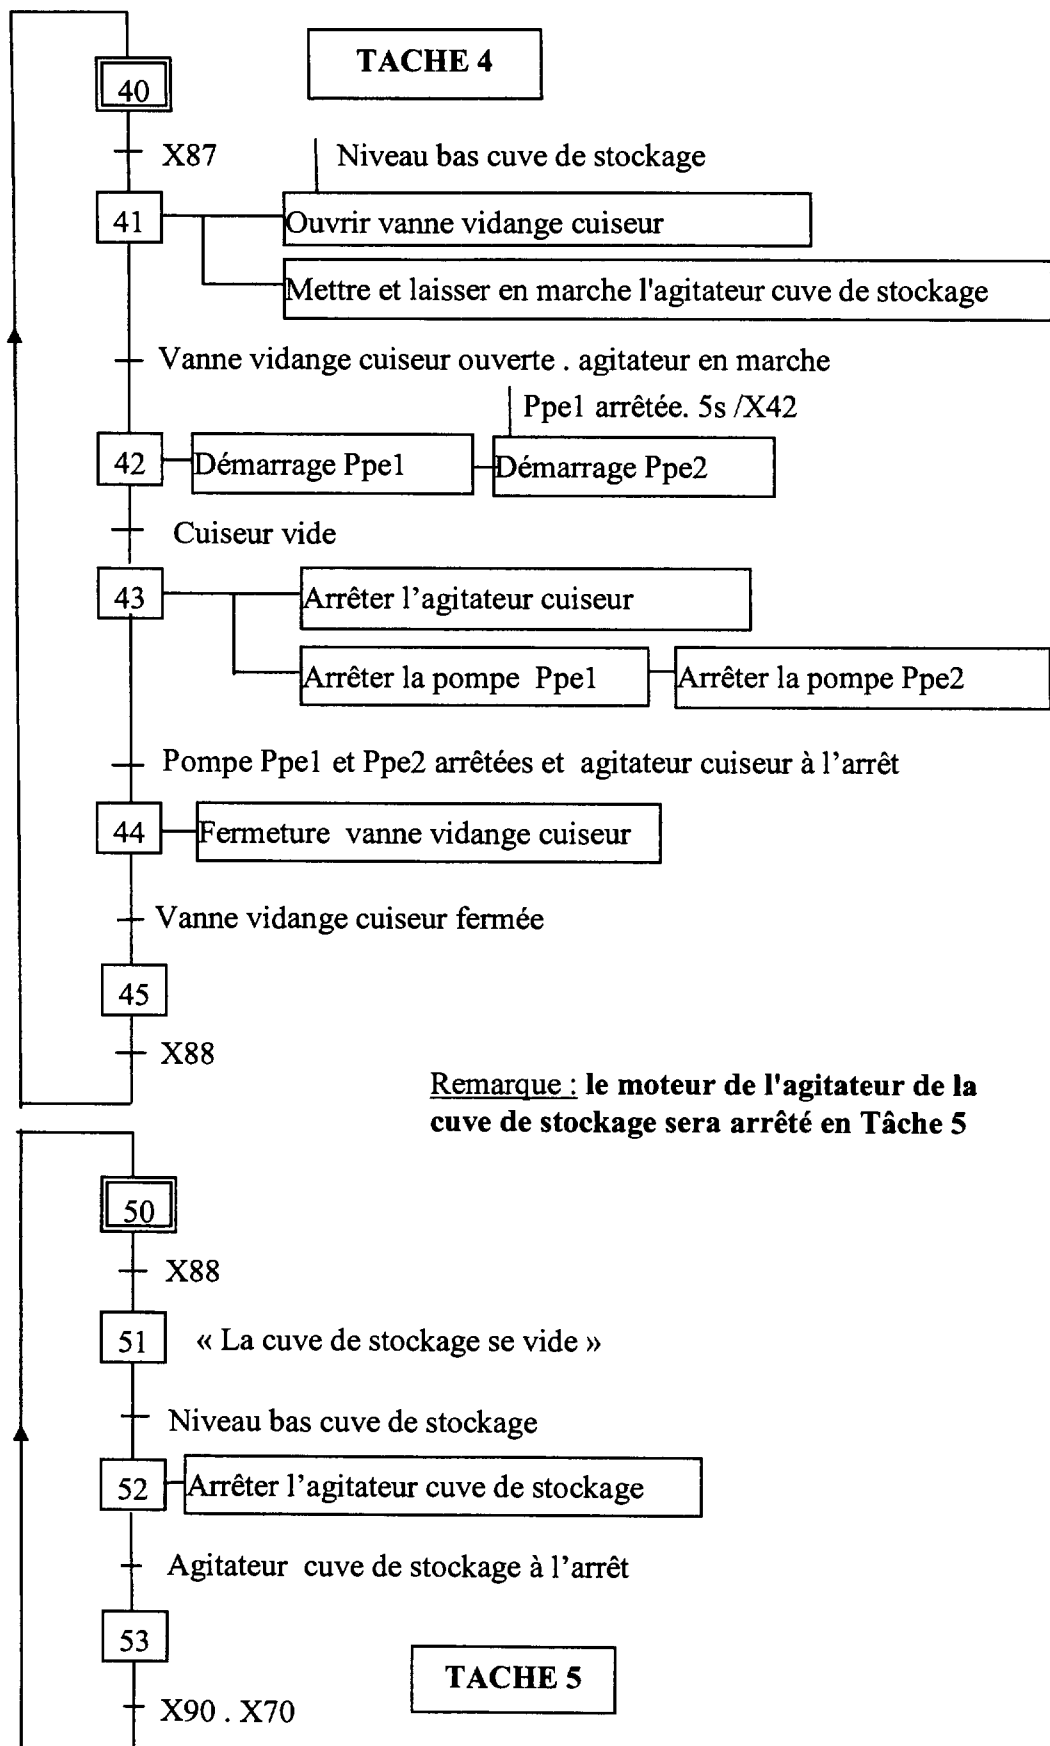 TACHE 4
40
X87
Niveau bas cuve de stockage
41
Ouvrir vanne vidange cuiseur
Mettre et laisser en marche l'agitateur cuve de stockage
Vanne vidange cuiseur ouverte . agitateur en marche
Ppe1 arrêtée. 5s /X42
42
Démarrage Ppe1
Démarrage Ppe2
Cuiseur vide
43
Arrêter l’agitateur cuiseur
Arrêter la pompe Ppe1
Arrêter la pompe Ppe2
Pompe Ppe1 et Ppe2 arrêtées et agitateur cuiseur à l’arrêt
44
Fermeture vanne vidange cuiseur
Vanne vidange cuiseur fermée
45
X88
Remarque : le moteur de l'agitateur de la
cuve de stockage sera arrêté en Tâche 5
50
X88
51
« La cuve de stockage se vide »
Niveau bas cuve de stockage
52
Arrêter l’agitateur cuve de stockage
Agitateur cuve de stockage à l’arrêt
53
TACHE 5
X90 . X70